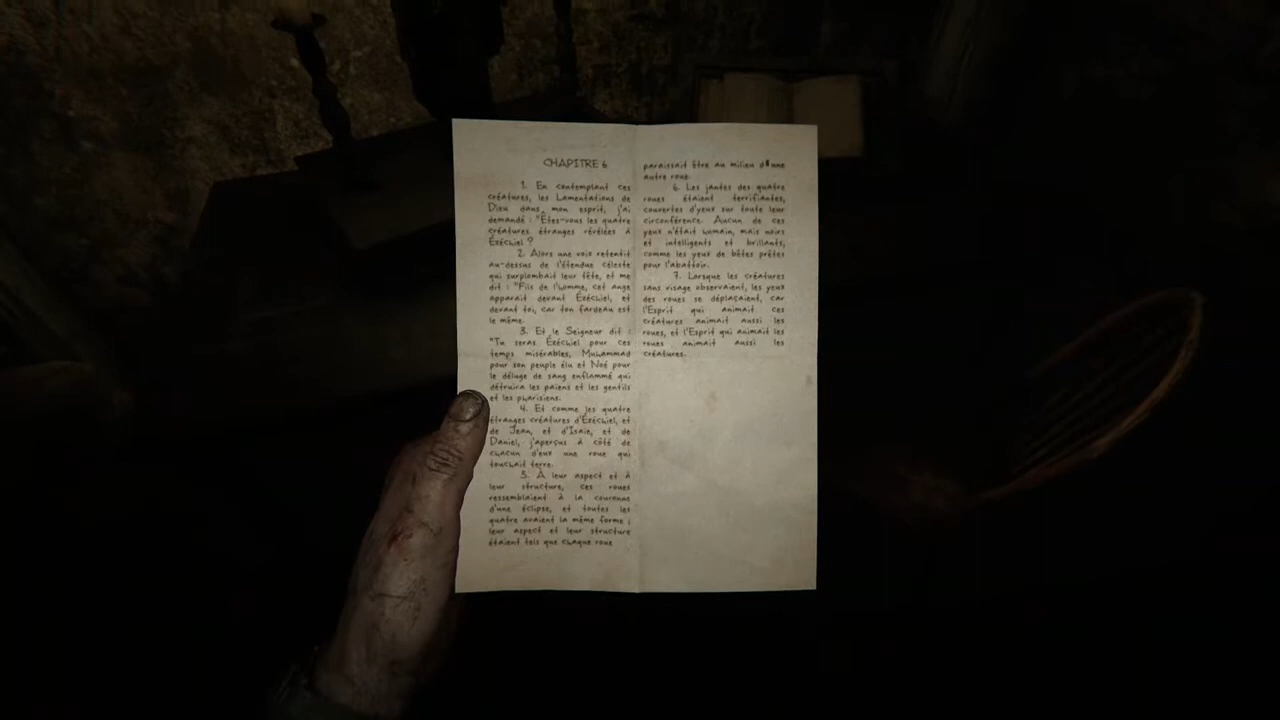 CHAPITRE 6
1. En contemplant ces
créatures, les Lamentations de
Dieu dans mon esprit, j'ai
demandé : "Êtes-vous les quatre
créatures étranges révélées à
Ézéchiel ?
2. Alors une voix retentit
au-dessus de l'étendue céleste
qui surplombait leur tête, et me
dit : "Fils de l'homme, cet ange
apparait devant Ézéchiel, et
devant toi, car ton fardeau est
le même.
3. Et le Seigneur dit :
"Tu seras Ézéchiel pour ces
temps misérables, Muhammad
pour son peuple élu et Noé pour
le déluge de sang enflammé qui
détruira les païens et les gentils
et les pharisiens.
4. Et comme les quatre
étranges créatures d'Ézéchiel, et
de Jean, et d'Isaïe, et de
Daniel, j'aperçus à côté de
chacun d'eux une roue qui
touchait terre.
5. À leur aspect et à
leur structure, ces roues
ressemblaient à la couronne
d'une éclipse, et toutes les
quatre avaient la même forme ;
leur aspect et leur structure
étaient tels que chaque roue
paraissait être au milieu d'une
autre roue.
6. Les jantes des quatre
roues étaient terrifiantes,
couvertes d'yeux sur toute leur
circonférence. Aucun de ces
yeux n'était humain, mais noirs
et intelligents et brillants,
comme les yeux de bêtes prêtes
pour l'abattoir.
7. Lorsque les créatures
sans visage observaient, les yeux
des roues se déplaçaient, car
l'Esprit qui animait ces
créatures animait aussi les
roues, et l'Esprit qui animait les
roues animait aussi les
créatures.